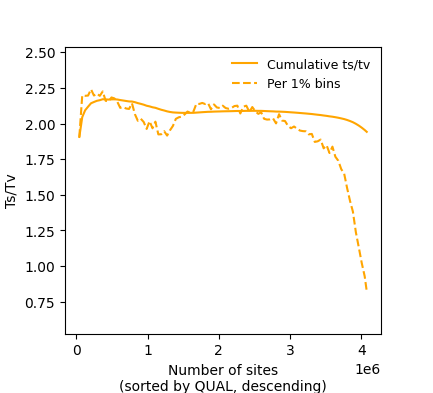 2.50
2.25
2.00
1.75
1.50
1.25
1.00
0.75
Ts/Tv
Cumulative ts/tv
Per 1% bins
0 1 2 3 4
1e6
Number of sites
(sorted by QUAL, descending)